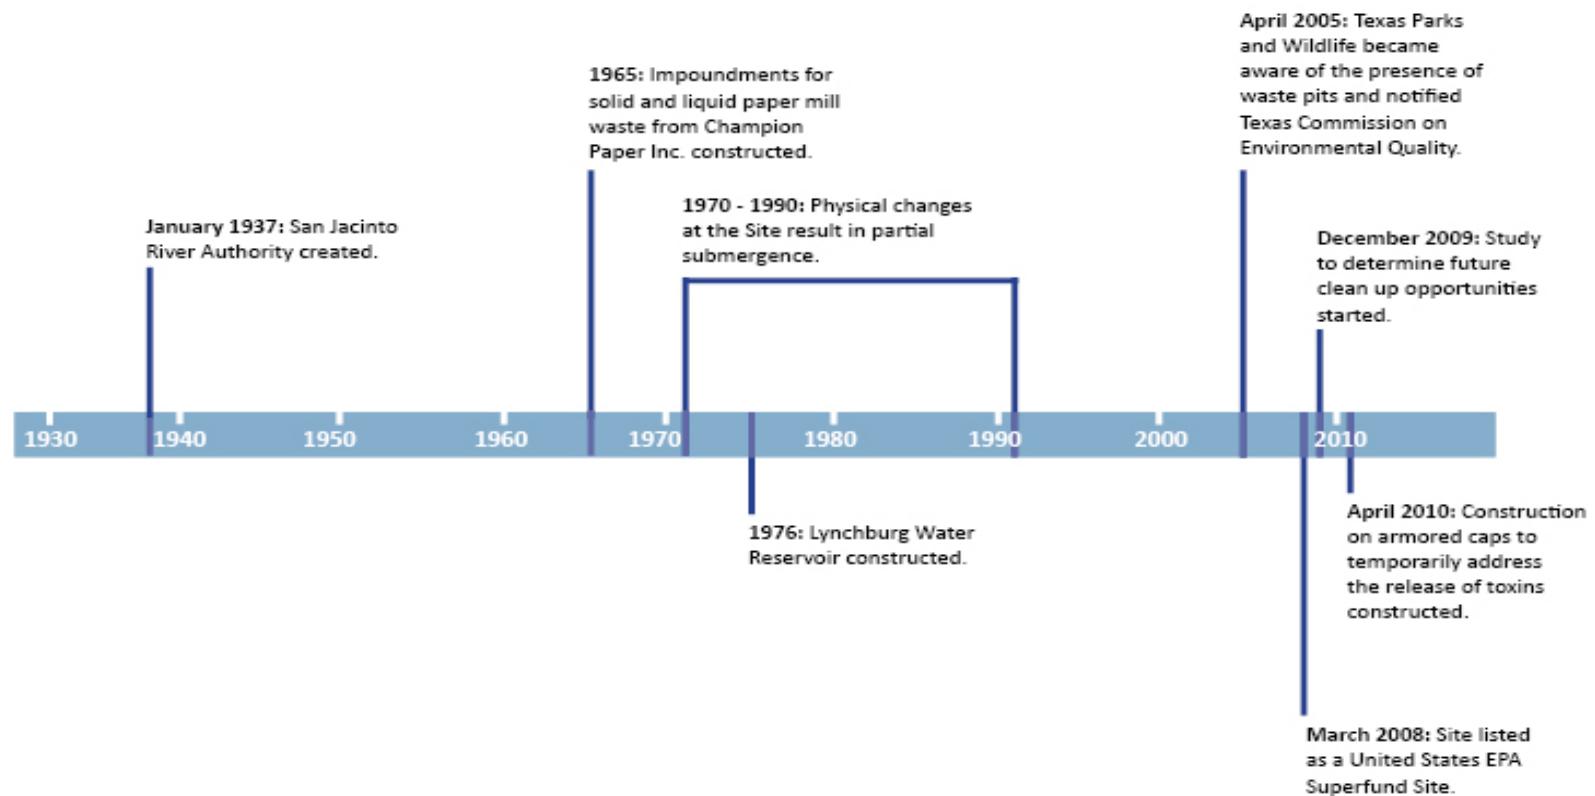 April 2005: Texas Parks
and Wildlife became
aware of the presence of
waste pits and notified
Texas Commission on
Environmental Quality.
1965: Impoundments for
solid and liquid paper mill
waste from Champion
Paper Inc. constructed.
1970 - 1990: Physical changes
at the Site result in partial
submergence.
January 1937: San Jacinto
River Authority created.
December 2009: Study
to determine future
clean up opportunities
started.
1930 1940 1950 1960 1970 1980 1990 2000 2010
1976: Lynchburg Water
Reservoir constructed.
April 2010: Construction
on armored caps to
temporarily address
the release of toxins
constructed.
March 2008: Site listed
as a United States EPA
Superfund Site.